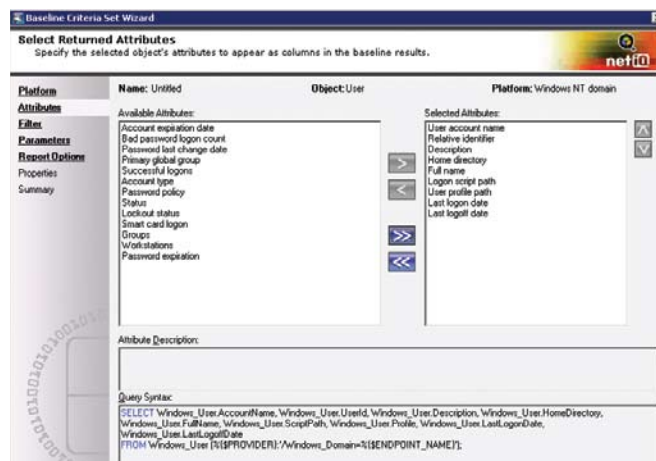 Baseline Criteria Set Wizard
Select Returned Attributes
Specify the selected object's attributes to appear as columns in the baseline results.
netiQ
Platform
Attributes
Filter
Parameters
Report Options
Properties
Summary
Name: Untitled Object: User Platform: Windows NT domain
Available Attributes:
Account expiration date
Bad password logon count
Password last change date
Primary global group
Successful logons
Account type
Password policy
Status
Lockout status
Smart card logon
Groups
Workstations
Password expiration
>
<
>>
<<
Selected Attributes:
User account name
Relative identifier
Description
Home directory
Full name
Logon script path
User profile path
Last logon date
Last logoff date
Attribute Description:
Query Syntax:
SELECT Windows_User.AccountName, Windows_User.UserId, Windows_User.Description, Windows_User.HomeDirectory,
Windows_User.FullName, Windows_User.ScriptPath, Windows_User.Profile, Windows_User.LastLogonDate,
Windows_User.LastLogoffDate
FROM Windows_User